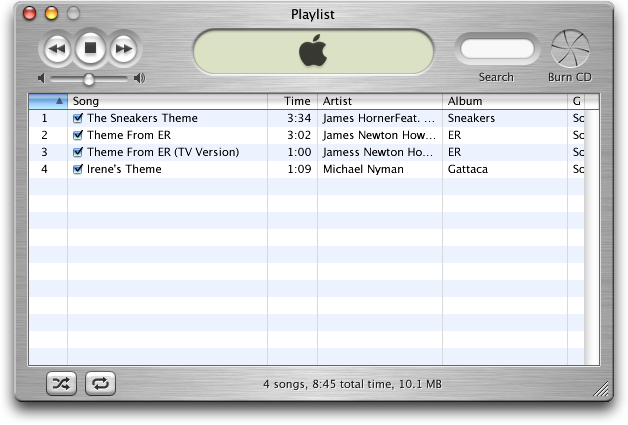 Playlist
Search
Burn CD
Song Time Artist Album G
1 The Sneakers Theme 3:34 James HornerFeat. ... Sneakers Sc
2 Theme From ER 3:02 James Newton How... ER Sc
3 Theme From ER (TV Version) 1:00 Jamess Newton Ho... ER Sc
4 Irene's Theme 1:09 Michael Nyman Gattaca Sc
4 songs, 8:45 total time, 10.1 MB